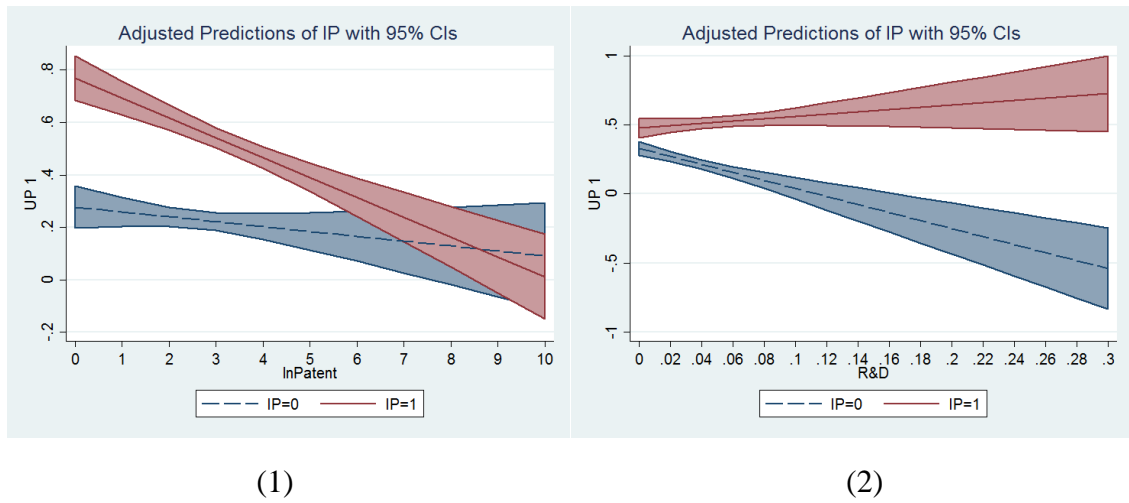 Adjusted Predictions of IP with 95% CIs
UP 1
.8
.6
.4
.2
0
-.2
0 1 2 3 4 5 6 7 8 9 10
lnPatent
IP=0 IP=1
(1)
Adjusted Predictions of IP with 95% CIs
UP 1
1
.5
0
-.5
-1
0 .02 .04 .06 .08 .1 .12 .14 .16 .18 .2 .22 .24 .26 .28 .3
R&D
IP=0 IP=1
(2)